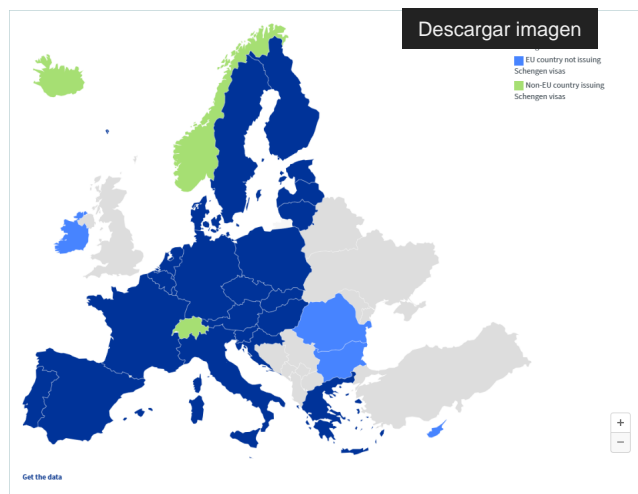 Descargar imagen
EU country not issuing
Schengen visas
Non-EU country issuing
Schengen visas
+
−
Get the data